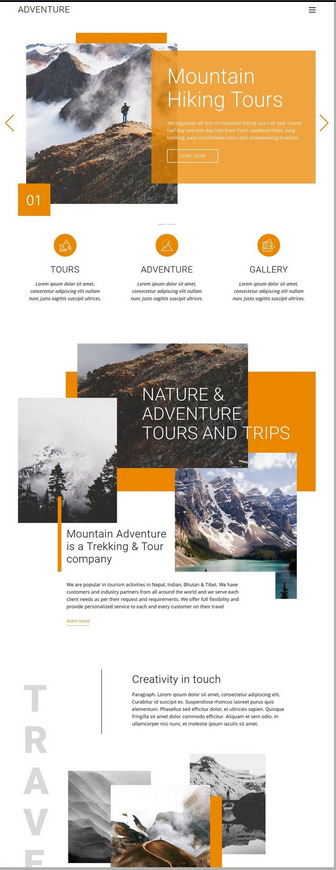 ADVENTURE
Mountain
Hiking Tours
We organizes all sort of mountain hiking tours all year round
half-day and one day hike from Turin, weekend hikes, long
trekking, easy comfortable tours and snowshoeing in winter.
START NOW
01
TOURS
Lorem ipsum dolor sit amet,
consectetur adipiscing elit nullam
nunc justo sagittis suscipit ultrices.
ADVENTURE
Lorem ipsum dolor sit amet,
consectetur adipiscing elit nullam
nunc justo sagittis suscipit ultrices.
GALLERY
Lorem ipsum dolor sit amet,
consectetur adipiscing elit nullam
nunc justo sagittis suscipit ultrices.
NATURE &
ADVENTURE
TOURS AND TRIPS
Mountain Adventure
is a Trekking & Tour
company
We are popular in tourism activities in Nepal, Indian, Bhutan & Tibet. We have
customers and industry partners from all around the world and we serve each
client needs as per their request and requirements. We offer full flexibility and
provide personalized service to each and every customer on their travel
learn more
Creativity in touch
Paragraph. Lorem ipsum dolor sit amet, consectetur adipiscing elit.
Curabitur id suscipit ex. Suspendisse rhoncus laoreet purus quis
elementum. Phasellus sed efficitur dolor, et ultricies sapien. Quisque
fringilla sit amet dolor commodo efficitur. Aliquam et sem odio. In
ullamcorper nisi nunc, et molestie ipsum iaculis sit amet.
T
R
A
V
E